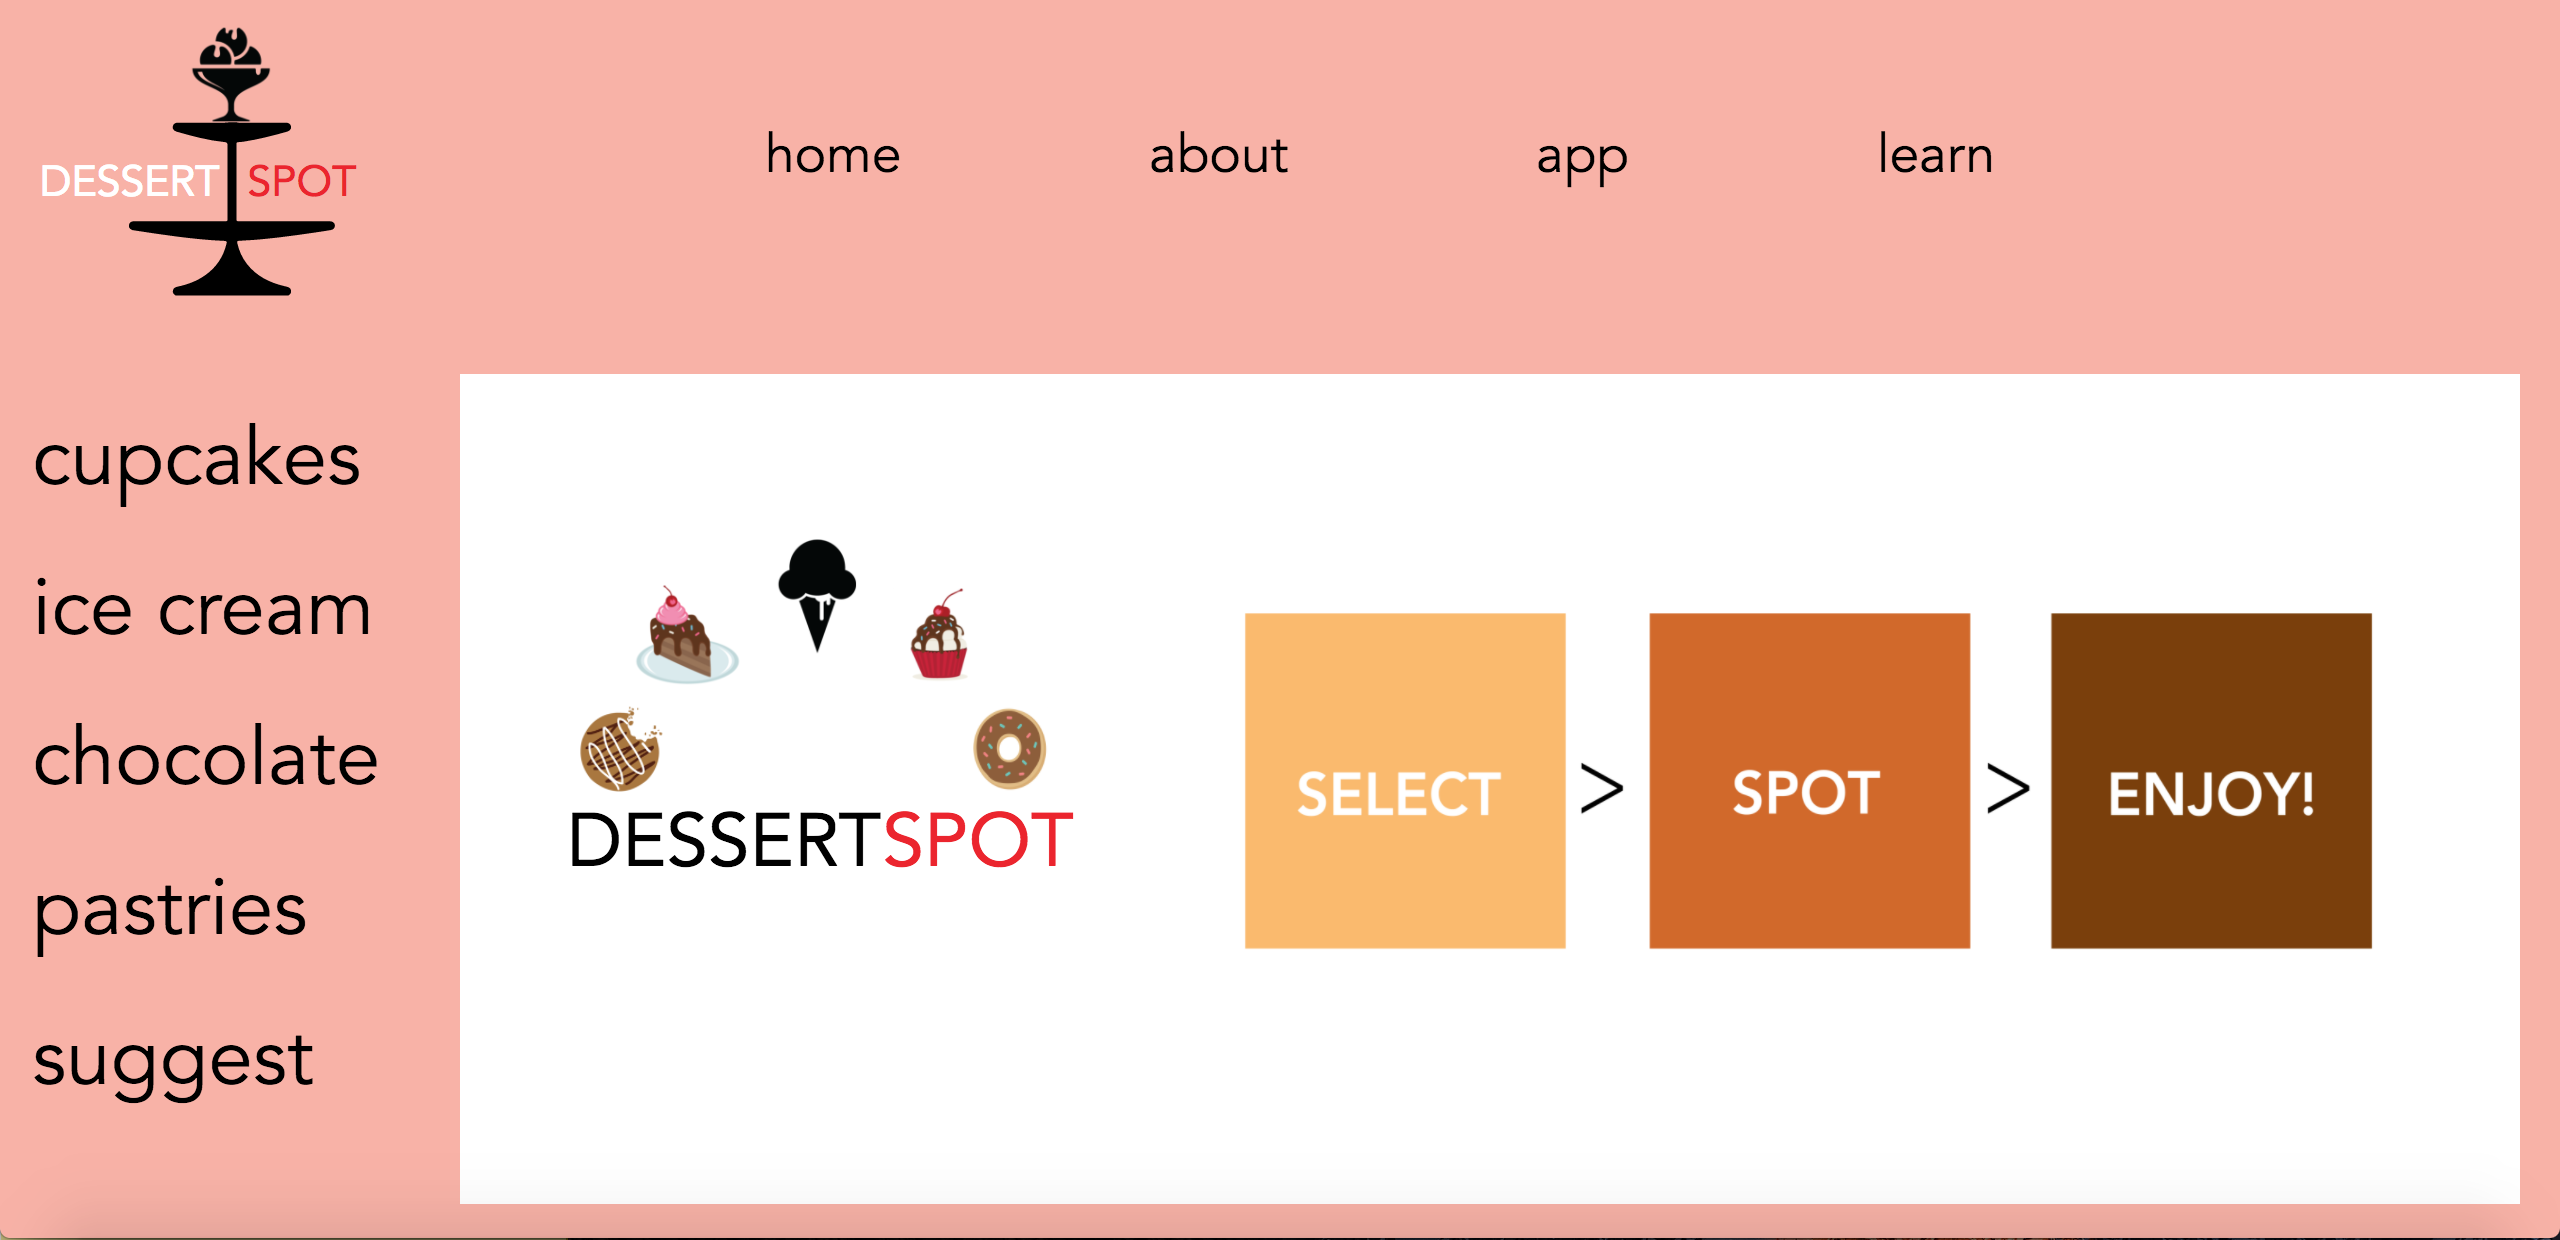 DESSERT SPOT
home about app learn
cupcakes
ice cream
chocolate
pastries
suggest
DESSERTSPOT
SELECT > SPOT > ENJOY!